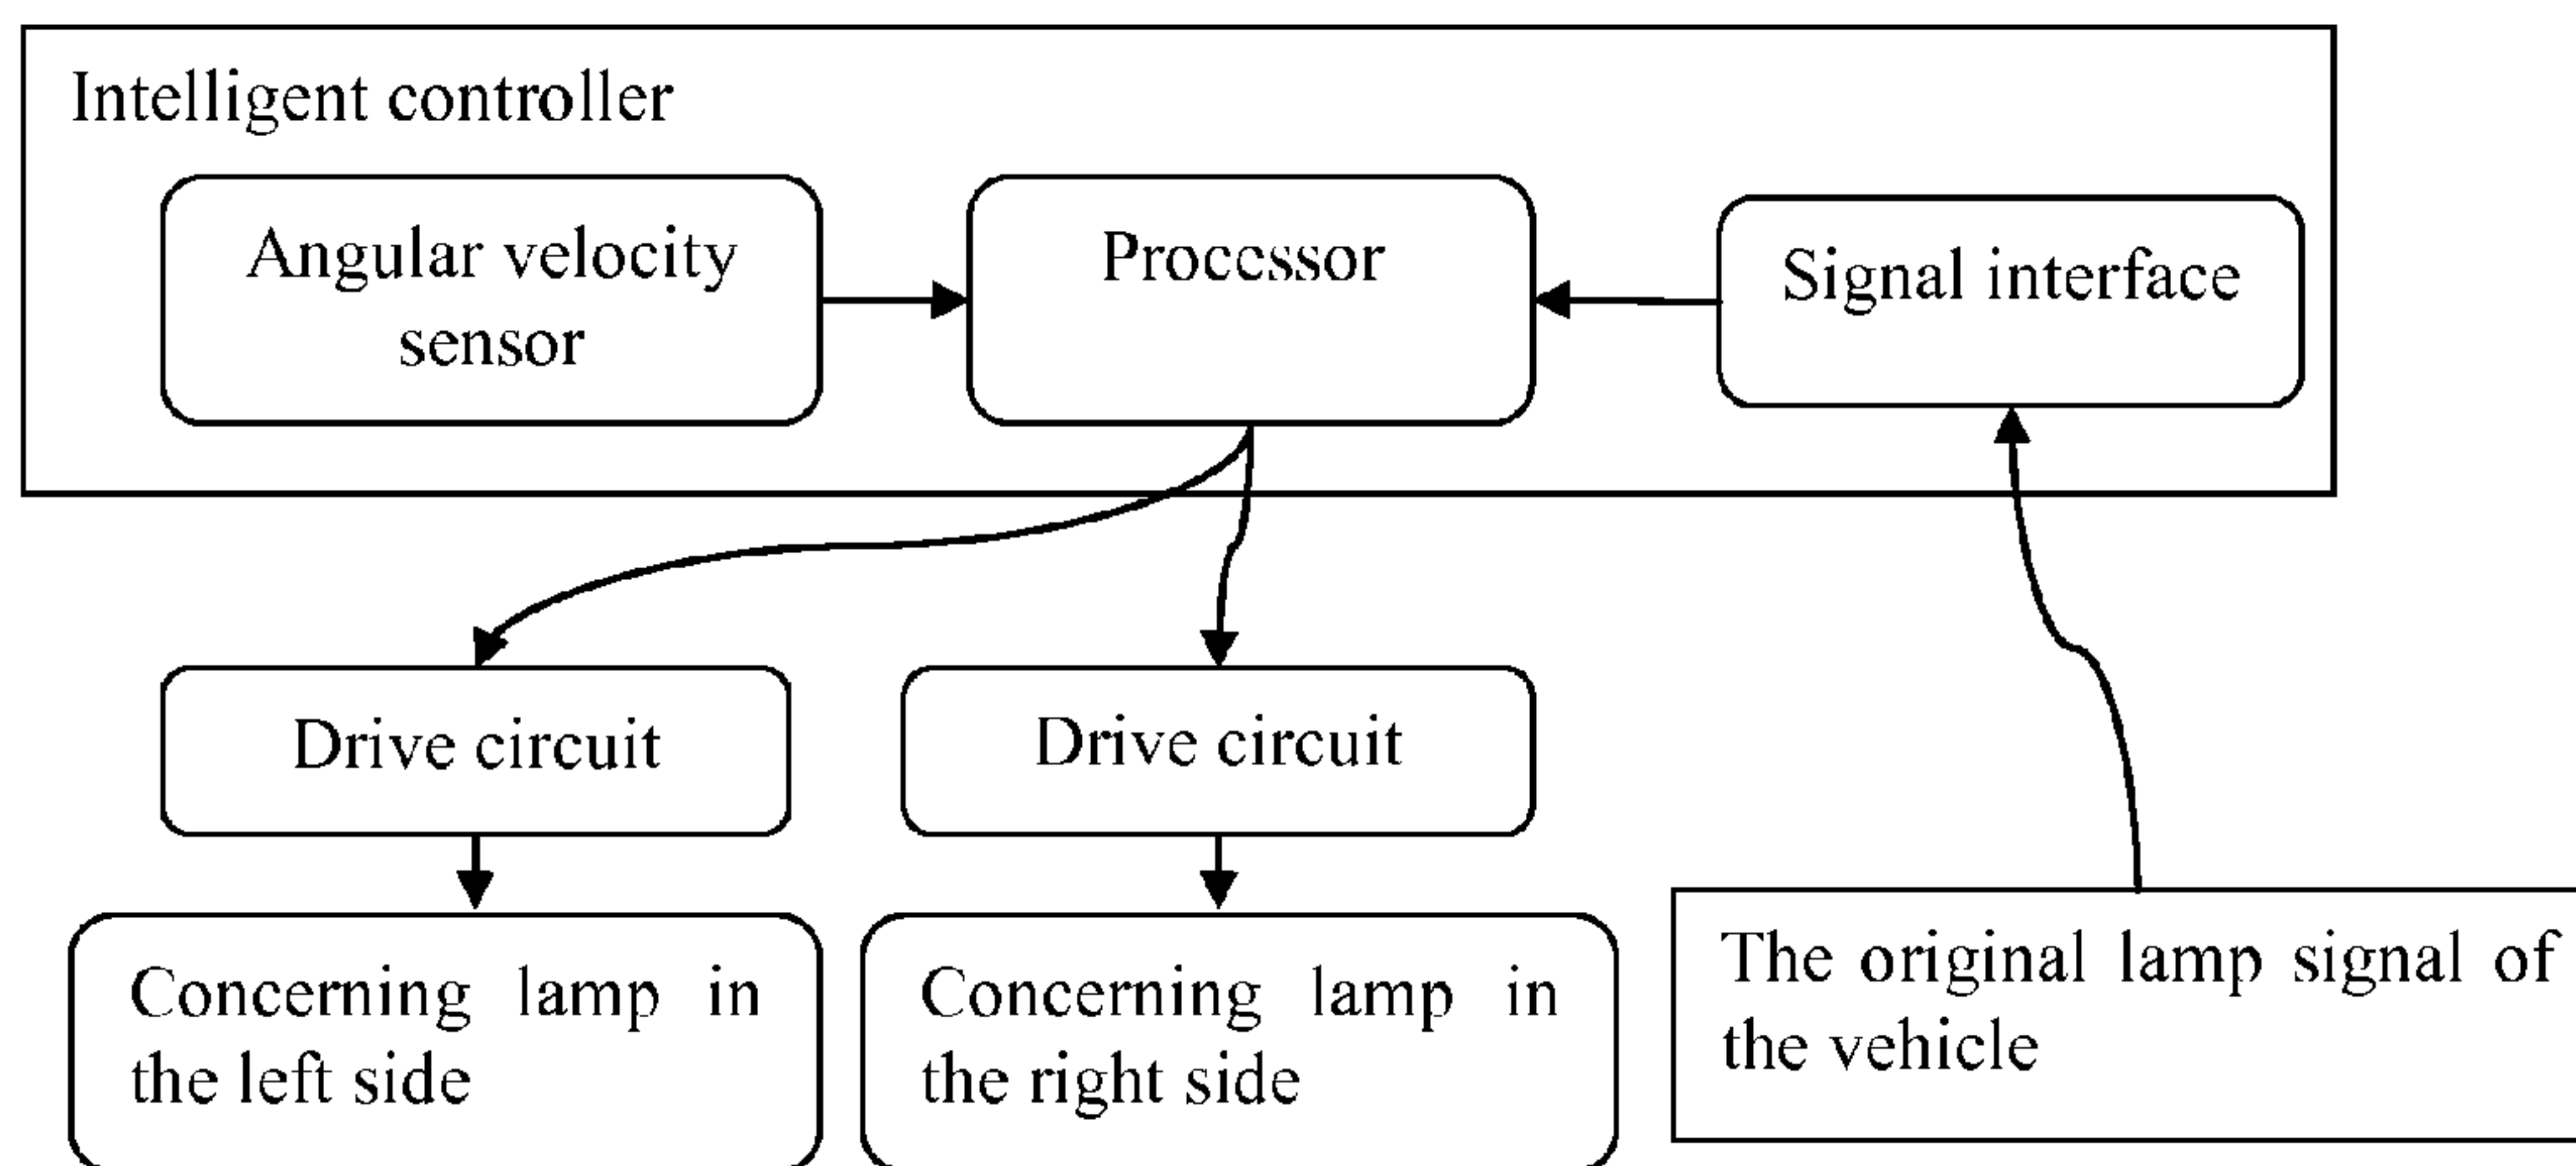 Intelligent controller
Angular velocity
sensor
Processor
Signal interface
Drive circuit
Drive circuit
Concerning lamp in
the left side
Concerning lamp in
the right side
The original lamp signal of
the vehicle